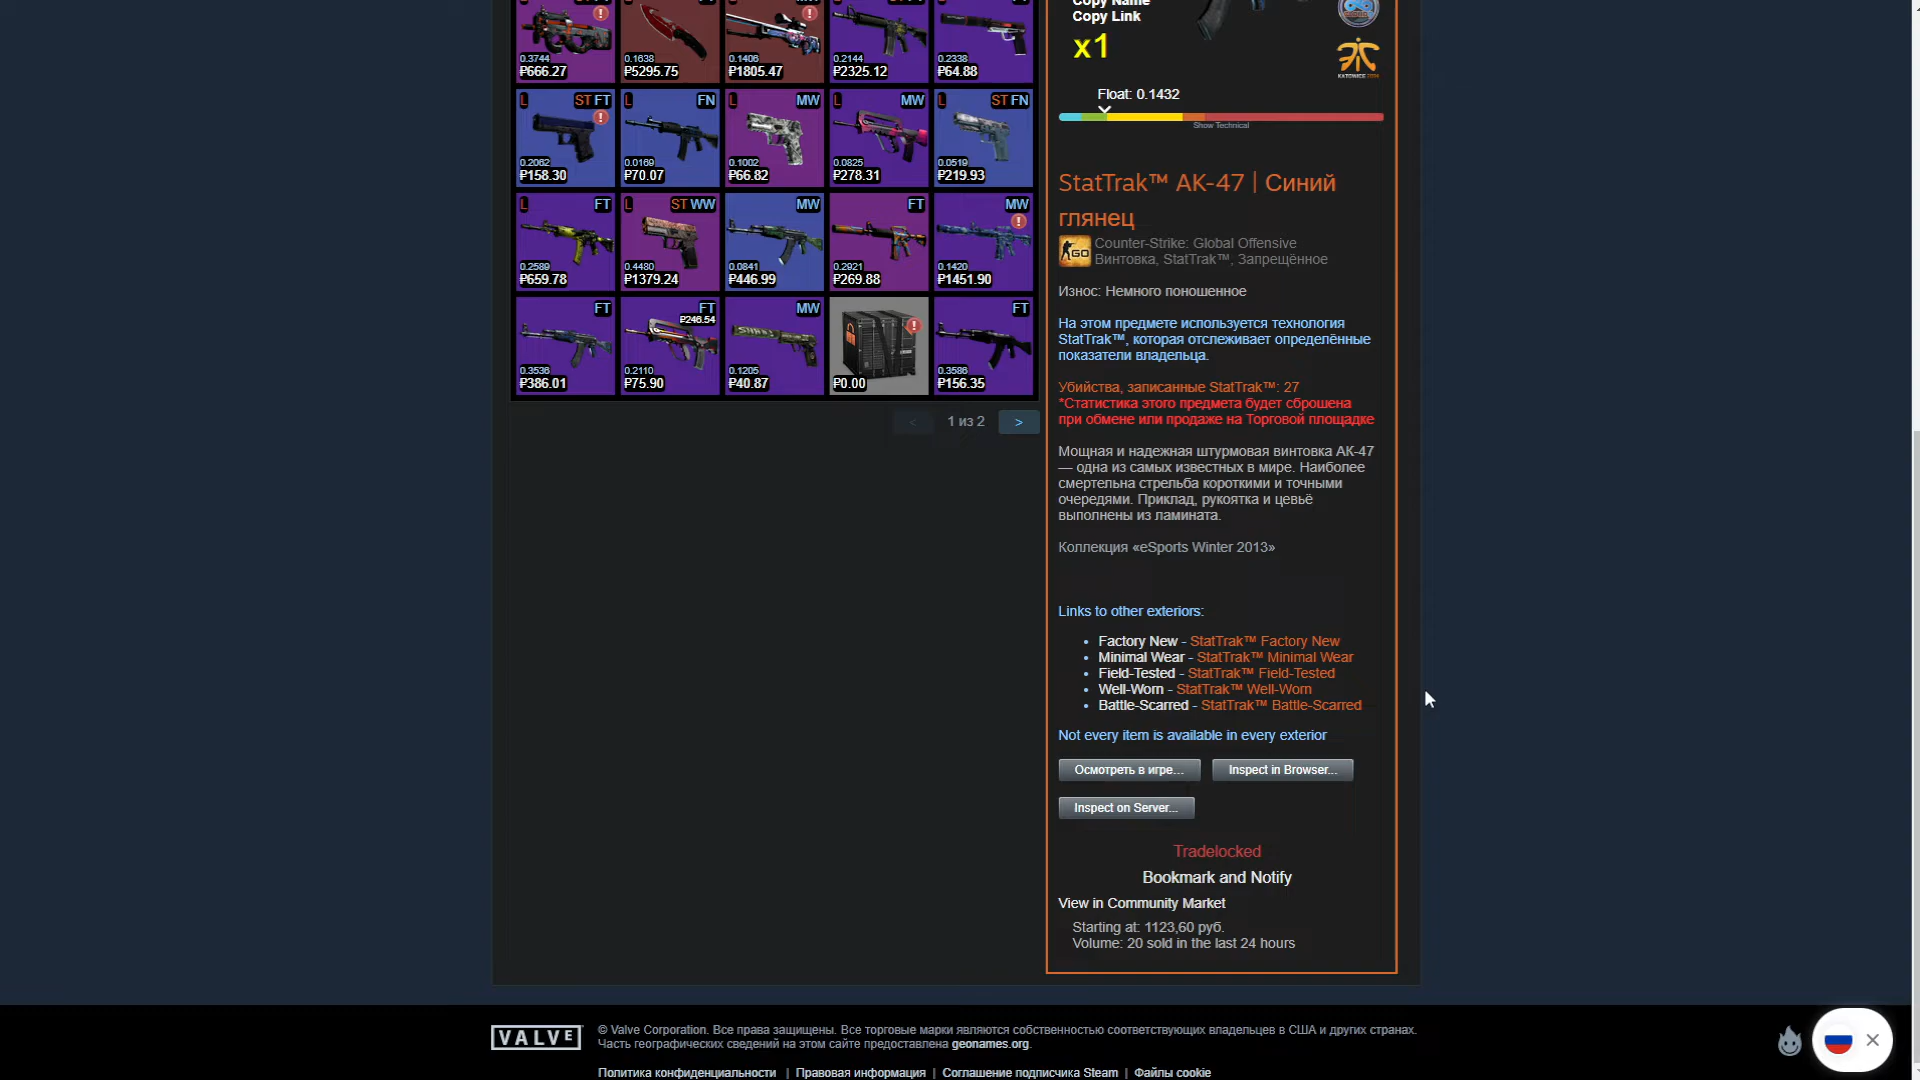 Copy Name
Copy Link
x1
KATOWICE 2014
Float: 0.1432
Show Technical
0.3744
₽666.27
0.1638
₽5295.75
0.1406
₽1805.47
0.2144
₽2325.12
0.2338
₽64.88
L ST FT
0.2062
₽158.30
L FN
0.0169
₽70.07
L MW
0.1002
₽66.82
L MW
0.0825
₽278.31
L ST FN
0.0519
₽219.93
L FT
0.2589
₽659.78
L ST WW
0.4480
₽1379.24
MW
0.0841
₽446.99
FT
0.2921
₽269.88
MW
0.1420
₽1451.90
FT
0.3536
₽386.01
FT
₽246.54
0.2110
₽75.90
MW
0.1205
₽40.87
₽0.00
FT
0.3586
₽156.35
< 1 из 2 >
StatTrak™ AK-47 | Синий
глянец
GO
Counter-Strike: Global Offensive
Винтовка, StatTrak™, Запрещённое
Износ: Немного поношенное
На этом предмете используется технология
StatTrak™, которая отслеживает определённые
показатели владельца.
Убийства, записанные StatTrak™: 27
*Статистика этого предмета будет сброшена
при обмене или продаже на Торговой площадке
Мощная и надежная штурмовая винтовка АК-47
— одна из самых известных в мире. Наиболее
смертельна стрельба короткими и точными
очередями. Приклад, рукоятка и цевьё
выполнены из ламината.
Коллекция «eSports Winter 2013»
Links to other exteriors:
Factory New - StatTrak™ Factory New
Minimal Wear - StatTrak™ Minimal Wear
Field-Tested - StatTrak™ Field-Tested
Well-Worn - StatTrak™ Well-Worn
Battle-Scarred - StatTrak™ Battle-Scarred
Not every item is available in every exterior
Осмотреть в игре…
Inspect in Browser...
Inspect on Server...
Tradelocked
Bookmark and Notify
View in Community Market
Starting at: 1123,60 руб.
Volume: 20 sold in the last 24 hours
VALVE
© Valve Corporation. Все права защищены. Все торговые марки являются собственностью соответствующих владельцев в США и других странах.
Часть географических сведений на этом сайте предоставлена geonames.org.
Политика конфиденциальности | Правовая информация | Соглашение подписчика Steam | Файлы cookie